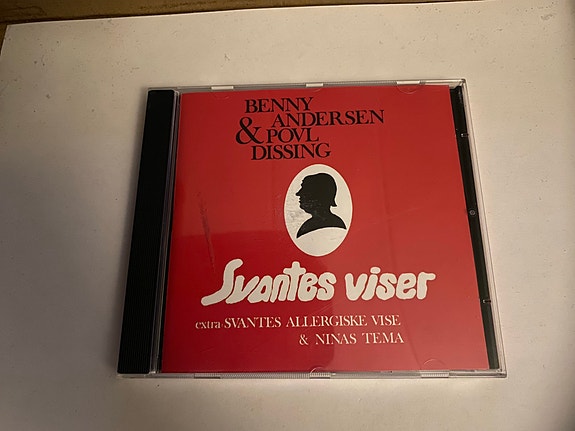 BENNY
ANDERSEN
& POVL
DISSING
Svantes viser
extra: SVANTES ALLERGISKE VISE
& NINAS TEMA